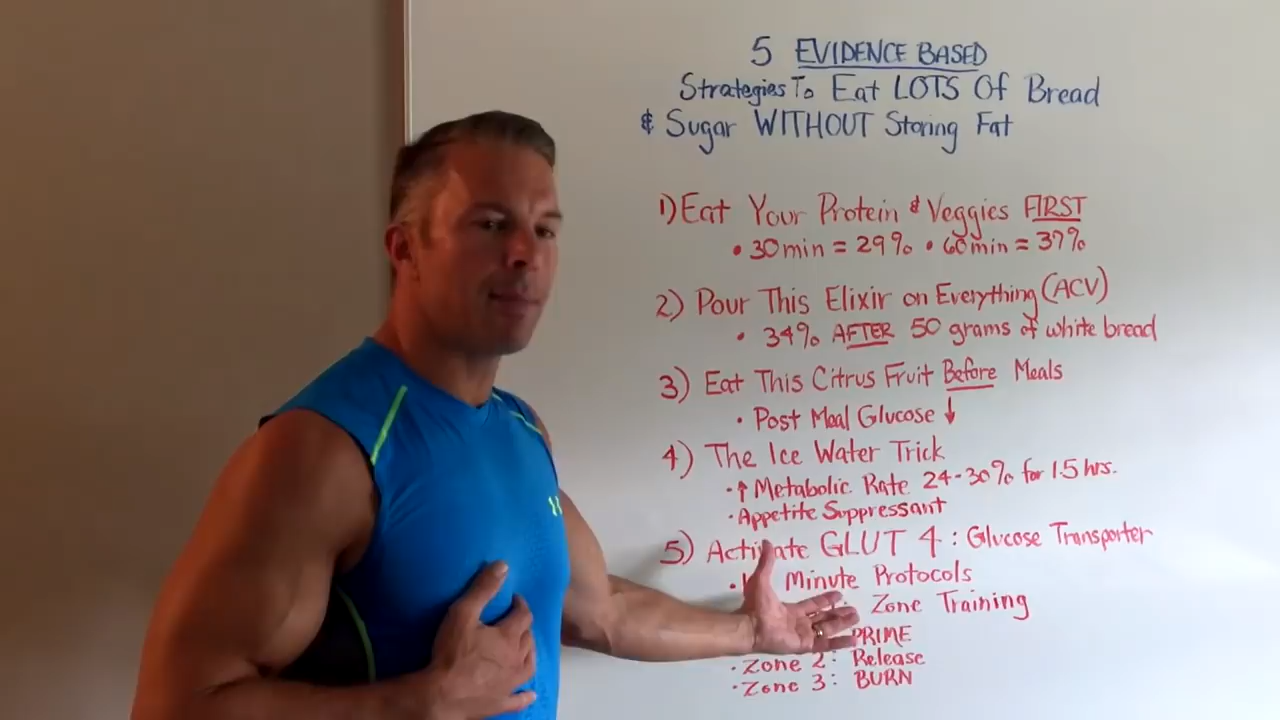 5 EVIDENCE BASED
Strategies To Eat LOTS Of Bread
& Sugar WITHOUT Storing Fat
1) Eat Your Protein & Veggies FIRST
• 30 min = 29% • 60 min = 37%
2) Pour This Elixir on Everything (ACV)
• 34% AFTER 50 grams of white bread
3) Eat This Citrus Fruit Before Meals
• Post Meal Glucose ↓
4) The Ice Water Trick
• ↑ Metabolic Rate 24-30% for 1.5 hrs.
• Appetite Suppressant
5) Activate GLUT 4 : Glucose Transporter
• Minute Protocols
Zone Training
PRIME
• Zone 2: Release
• Zone 3: BURN